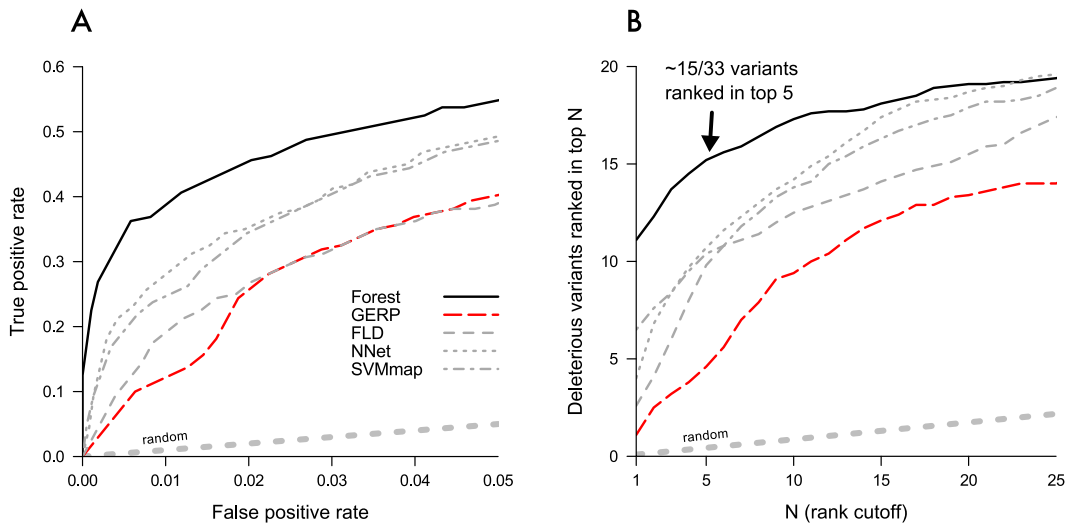 A
True positive rate
0.6
0.5
0.4
0.3
0.2
0.1
0.0
Forest
GERP
FLD
NNet
SVMmap
random
0.00 0.01 0.02 0.03 0.04 0.05
False positive rate
B
Deleterious variants ranked in top N
20
15
10
5
0
~15/33 variants
ranked in top 5
random
1 5 10 15 20 25
N (rank cutoff)